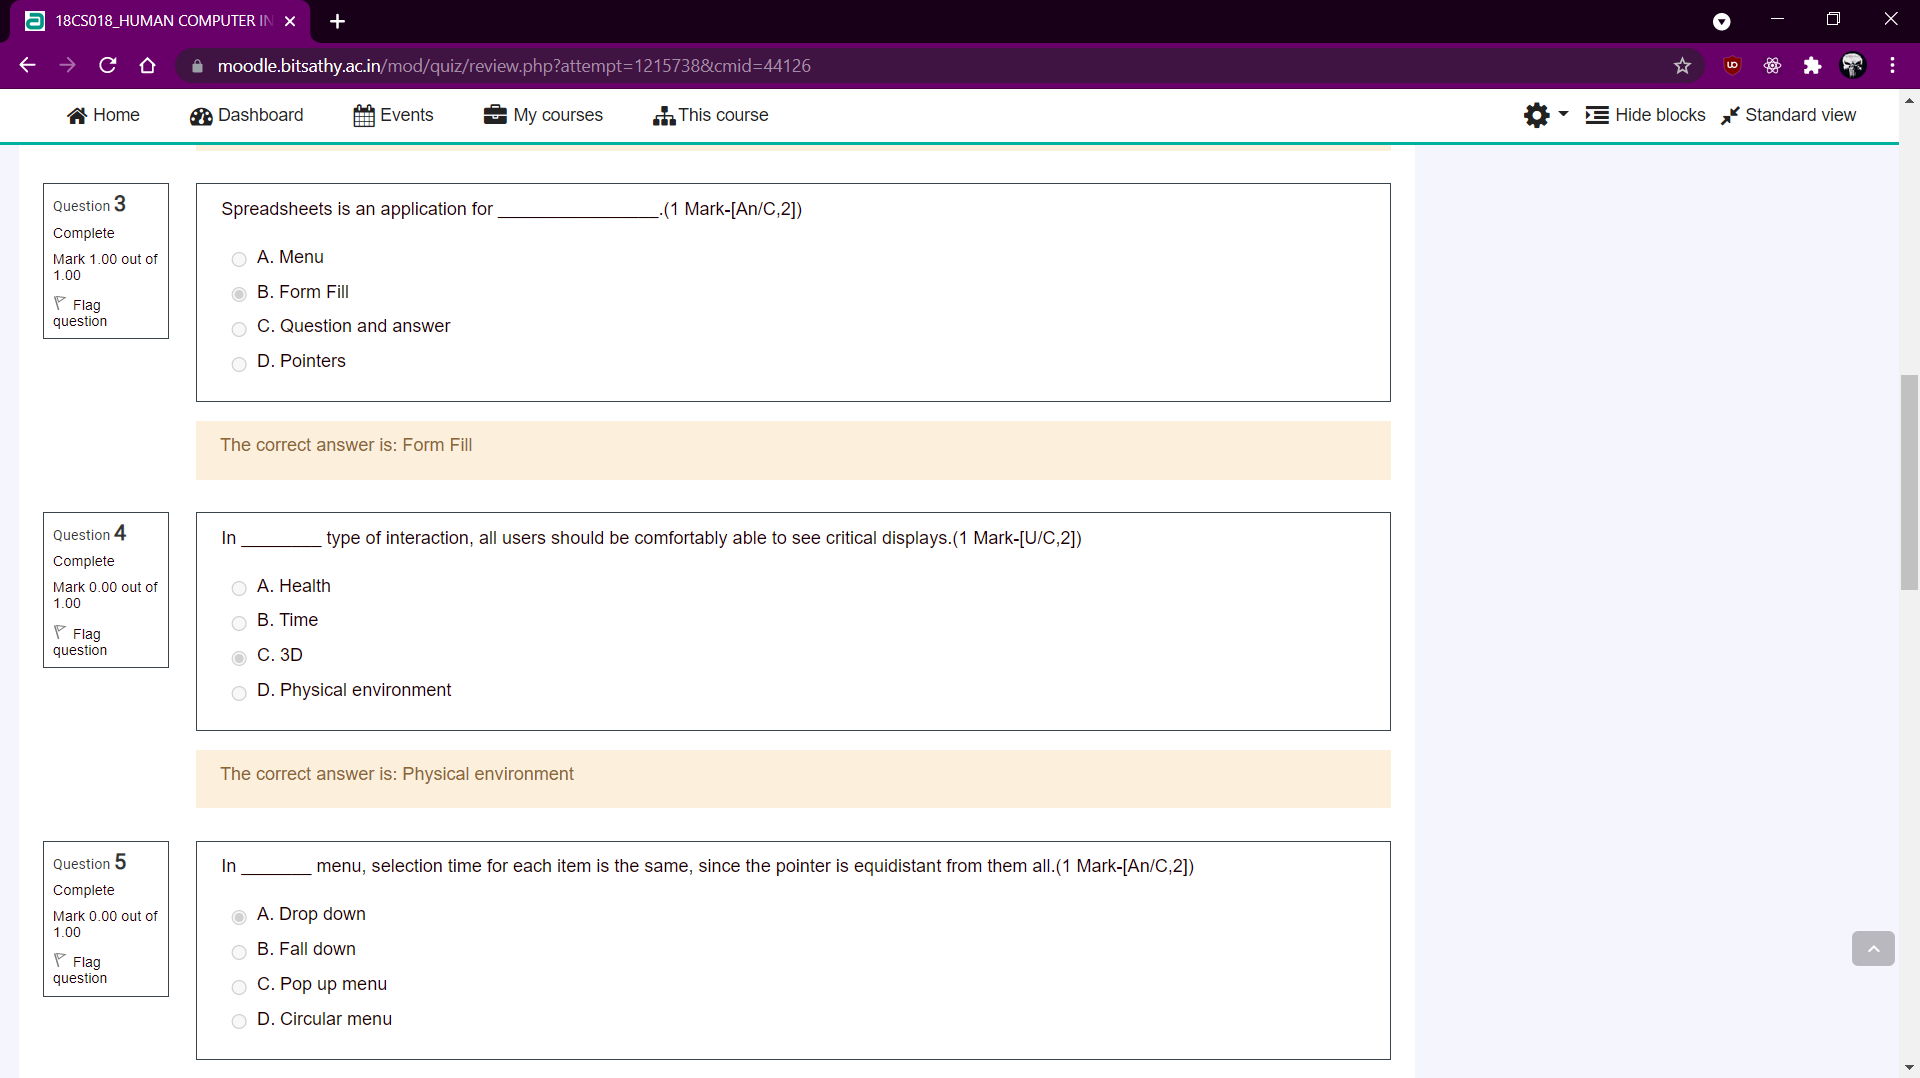 18CS018_HUMAN COMPUTER IN
moodle.bitsathy.ac.in/mod/quiz/review.php?attempt=1215738&cmid=44126
Home Dashboard Events My courses This course Hide blocks Standard view
Question 3
Complete
Mark 1.00 out of
1.00
Flag
question
Spreadsheets is an application for ________________.(1 Mark-[An/C,2])
A. Menu
B. Form Fill
C. Question and answer
D. Pointers
The correct answer is: Form Fill
Question 4
Complete
Mark 0.00 out of
1.00
Flag
question
In ________ type of interaction, all users should be comfortably able to see critical displays.(1 Mark-[U/C,2])
A. Health
B. Time
C. 3D
D. Physical environment
The correct answer is: Physical environment
Question 5
Complete
Mark 0.00 out of
1.00
Flag
question
In _______ menu, selection time for each item is the same, since the pointer is equidistant from them all.(1 Mark-[An/C,2])
A. Drop down
B. Fall down
C. Pop up menu
D. Circular menu